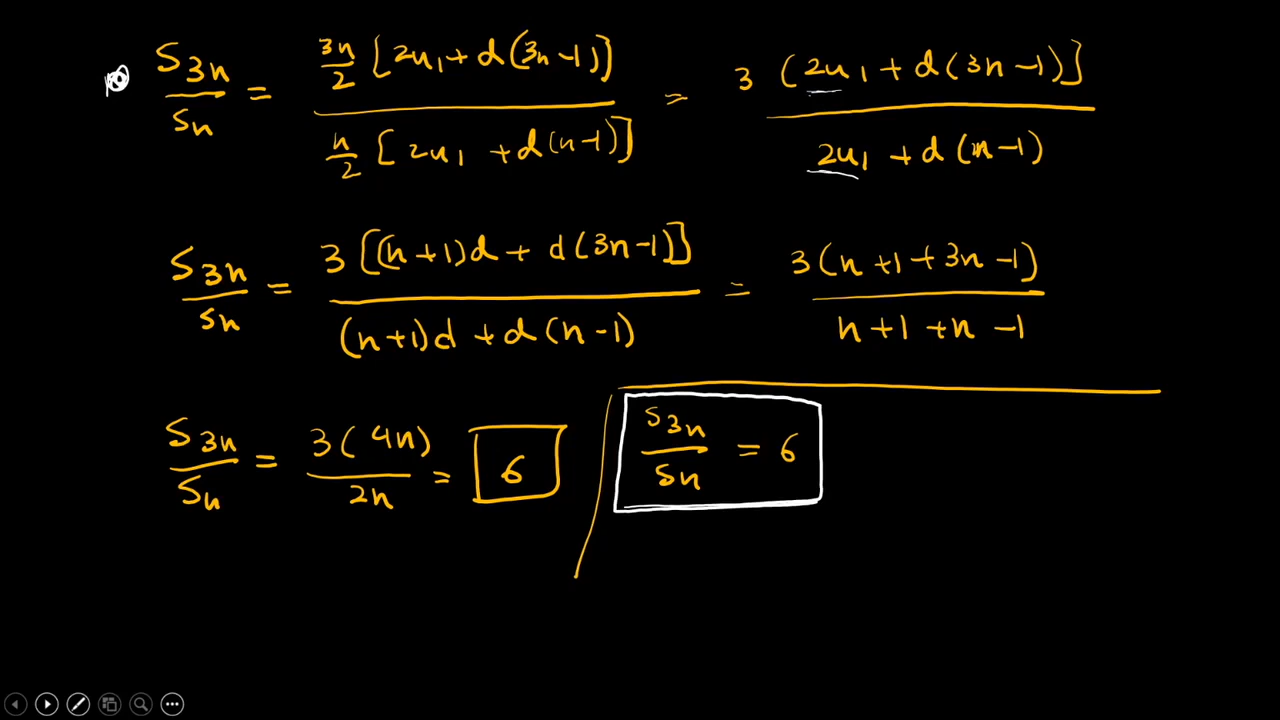 S3n/Sn = 3n/2 [2u1 + d(3n-1)] / n/2 [2u1 + d(n-1)] = 3 (2u1 + d(3n-1)] / 2u1 + d(n-1)
S3n/Sn = 3[(n+1)d + d(3n-1)] / (n+1)d + d(n-1) = 3(n+1+3n-1) / n+1+n-1
S3n/Sn = 3(4n)/2n = 6
S3n/Sn = 6